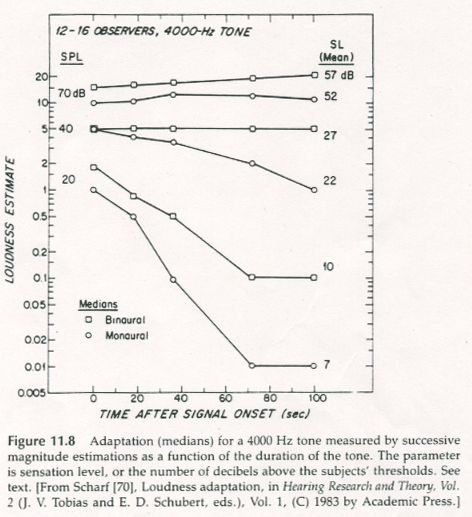 12-16 OBSERVERS, 4000-Hz TONE
SPL
SL
(Mean)
20
57 dB
70 dB
52
10
5
40
27
2
20
22
1
0.5
0.2
10
0.1
0.05
Medians
Binaural
0.02
Monaural
0.01
7
0.005
LOUDNESS ESTIMATE
0 20 40 60 80 100
TIME AFTER SIGNAL ONSET (sec)
Figure 11.8 Adaptation (medians) for a 4000 Hz tone measured by successive
magnitude estimations as a function of the duration of the tone. The parameter
is sensation level, or the number of decibels above the subjects' thresholds. See
text. [From Scharf [70], Loudness adaptation, in Hearing Research and Theory, Vol.
2 (J. V. Tobias and E. D. Schubert, eds.), Vol. 1, (C) 1983 by Academic Press.]